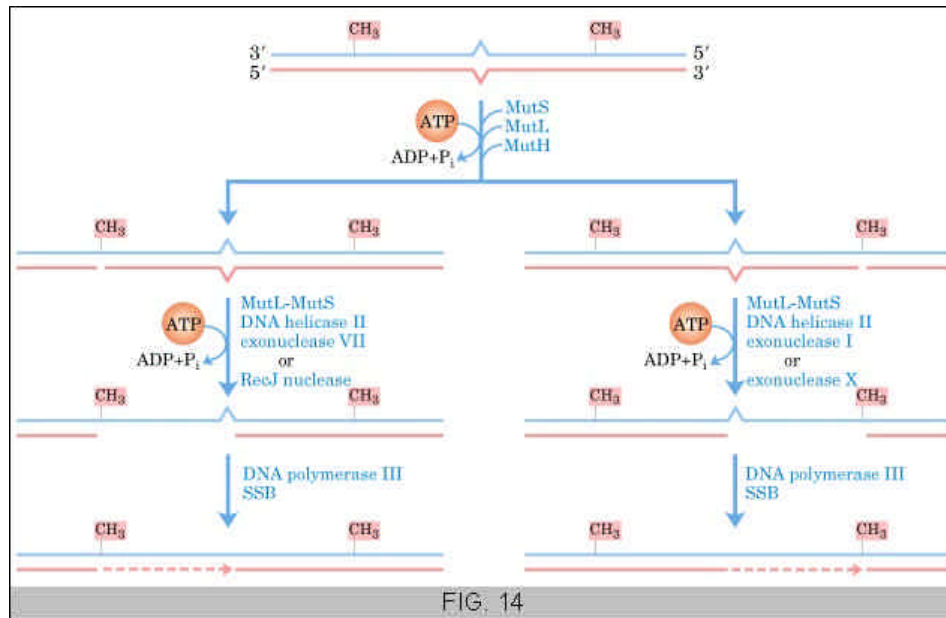 CH3 CH3
3′ 5′
5′ 3′
MutS
ATP MutL
MutH
ADP+Pi
CH3 CH3
MutL-MutS
DNA helicase II
ATP exonuclease VII
ADP+Pi or
RecJ nuclease
CH3 CH3
DNA polymerase III
SSB
CH3 CH3
CH3 CH3
MutL-MutS
DNA helicase II
ATP exonuclease I
ADP+Pi or
exonuclease X
CH3 CH3
DNA polymerase III
SSB
CH3 CH3
FIG. 14